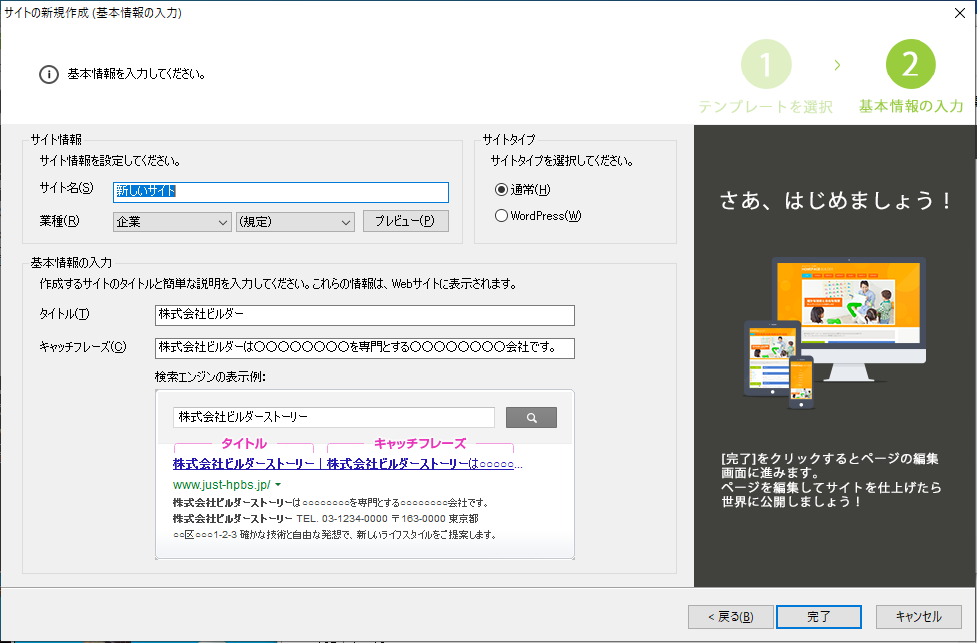 サイトの新規作成 (基本情報の入力)
基本情報を入力してください。
1
テンプレートを選択
2
基本情報の入力
サイト情報
サイト情報を設定してください。
サイト名(S)
新しいサイト
業種(R)
企業
(規定)
プレビュー(P)
サイトタイプ
サイトタイプを選択してください。
通常(H)
WordPress(W)
基本情報の入力
作成するサイトのタイトルと簡単な説明を入力してください。これらの情報は、Webサイトに表示されます。
タイトル(T)
株式会社ビルダー
キャッチフレーズ(C)
株式会社ビルダーは〇〇〇〇〇〇〇〇を専門とする〇〇〇〇〇〇〇〇会社です。
検索エンジンの表示例:
株式会社ビルダーストーリー
タイトル
キャッチフレーズ
株式会社ビルダーストーリー | 株式会社ビルダーストーリーは○○○○○...
www.just-hpbs.jp/
株式会社ビルダーストーリーは○○○○○○○○を専門とする○○○○○○○○会社です。
株式会社ビルダーストーリー TEL. 03-1234-0000 〒163-0000 東京都
○○区○○○1-2-3 確かな技術と自由な発想で、新しいライフスタイルをご提案します。
さあ、はじめましょう！
[完了]をクリックするとページの編集
画面に進みます。
ページを編集してサイトを仕上げたら
世界に公開しましょう！
< 戻る(B)
完了
キャンセル